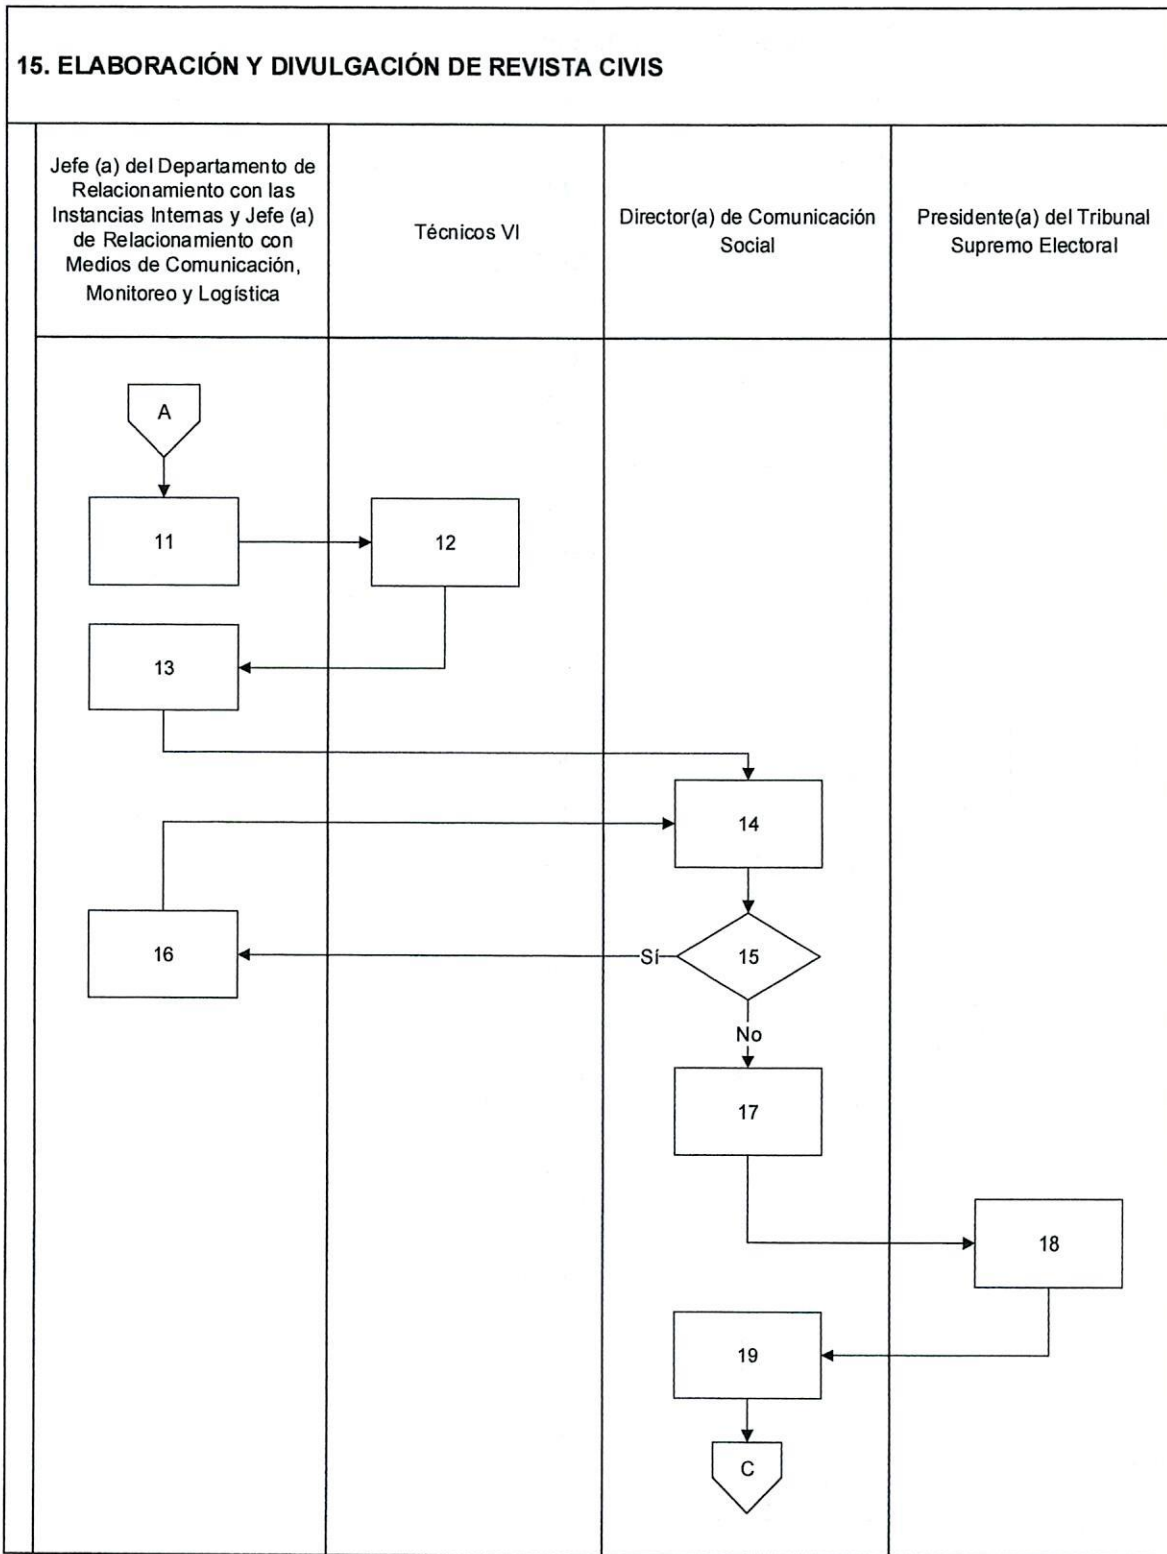 15. ELABORACIÓN Y DIVULGACIÓN DE REVISTA CIVIS
Jefe (a) del Departamento de
Relacionamiento con las
Instancias Internas y Jefe (a)
de Relacionamiento con
Medios de Comunicación,
Monitoreo y Logística
Técnicos VI
Director(a) de Comunicación
Social
Presidente(a) del Tribunal
Supremo Electoral
A
11
12
13
14
16
Sí
15
No
17
18
19
C